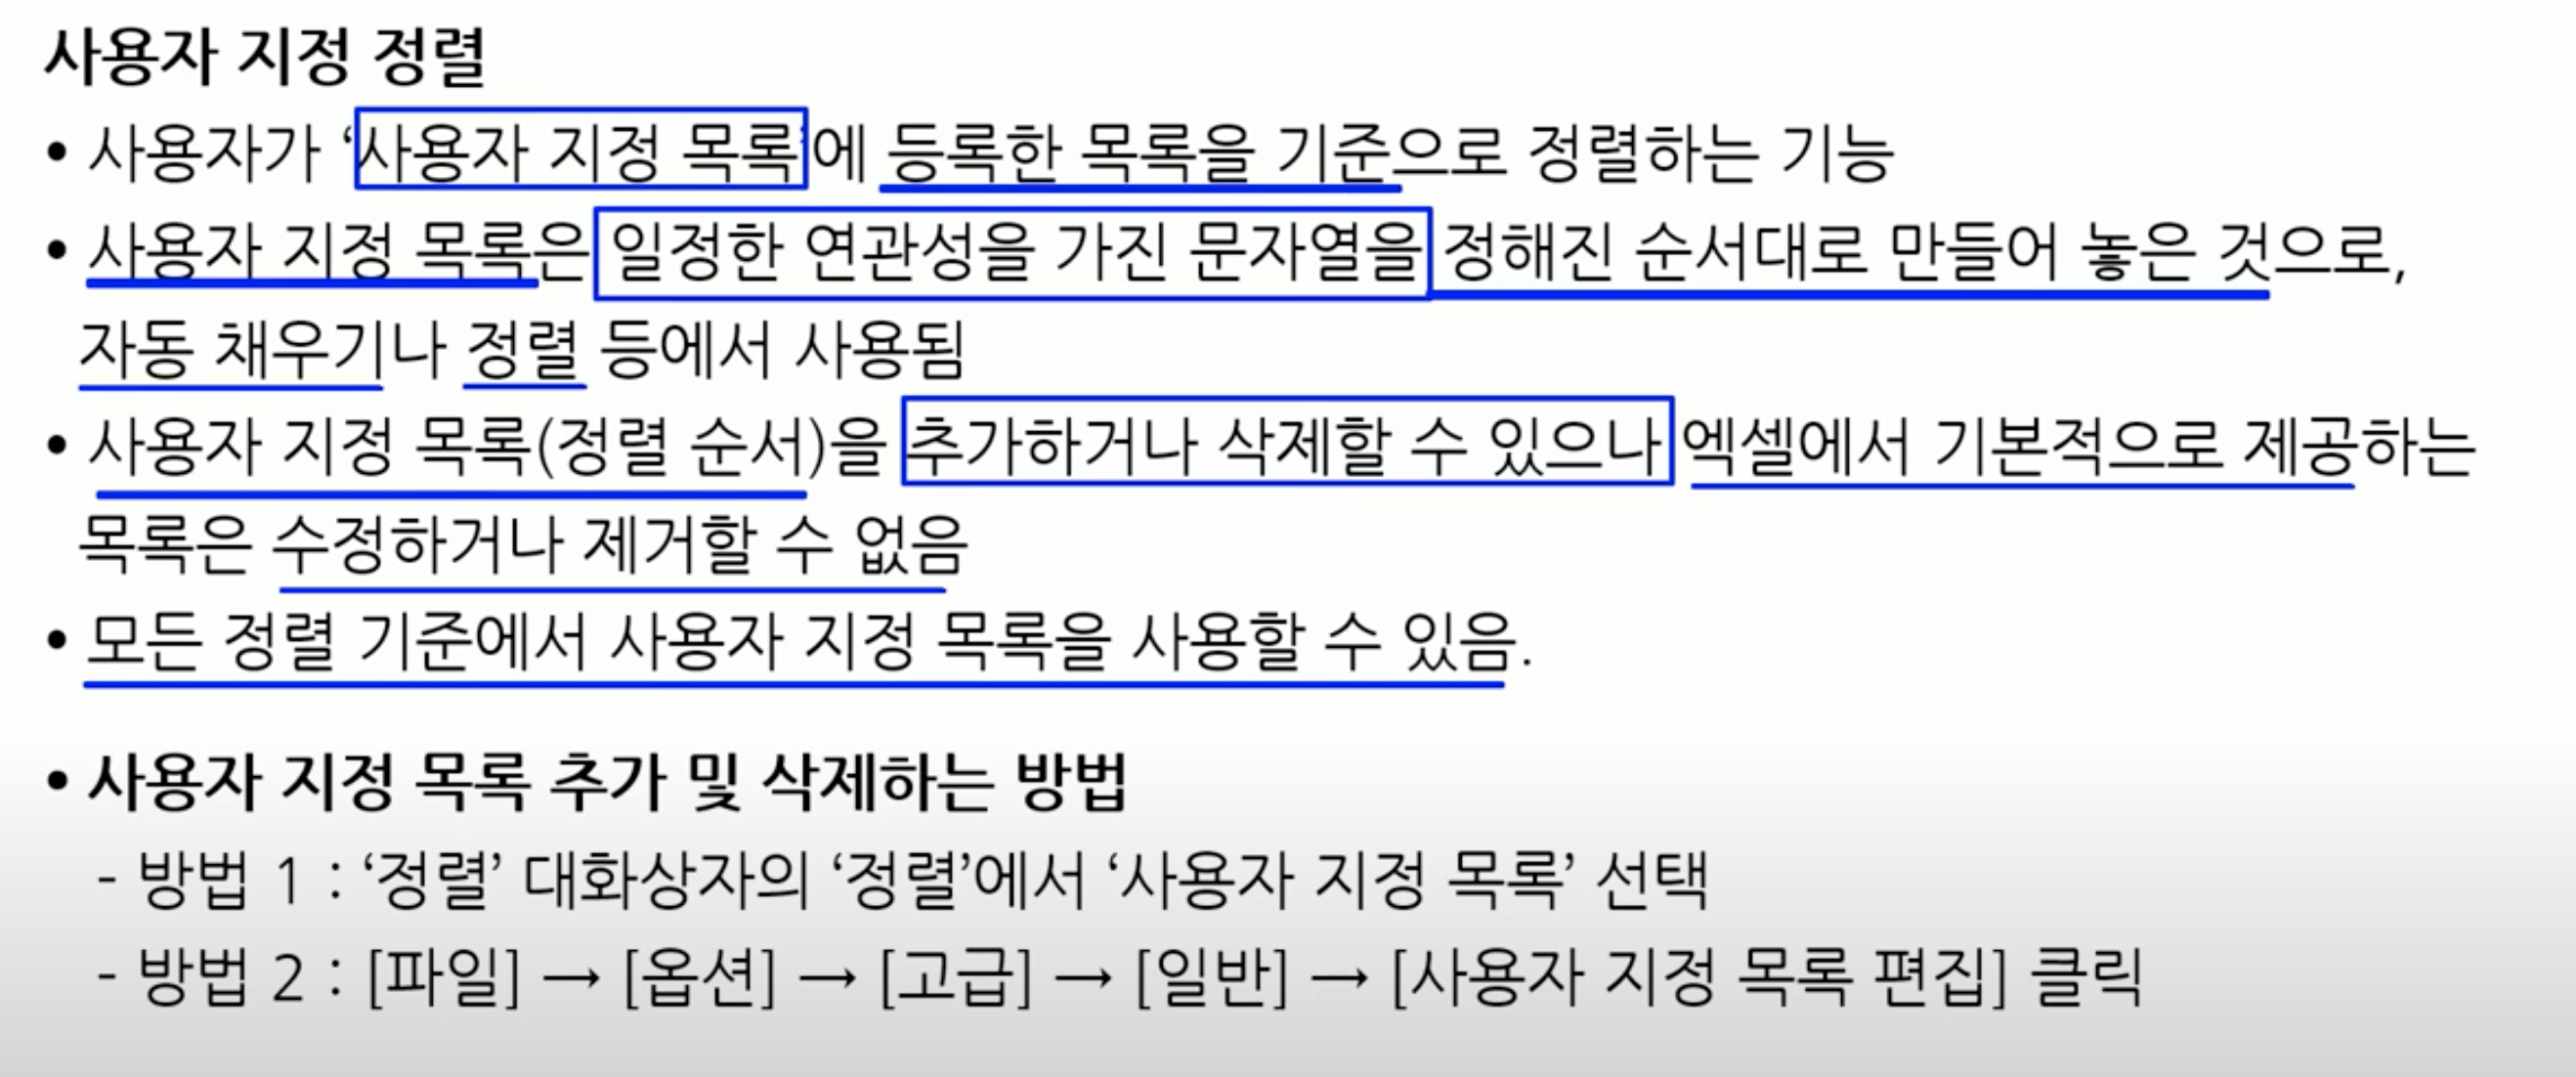 사용자 지정 정렬
• 사용자가 ‘사용자 지정 목록’에 등록한 목록을 기준으로 정렬하는 기능
• 사용자 지정 목록은 일정한 연관성을 가진 문자열을 정해진 순서대로 만들어 놓은 것으로,
자동 채우기나 정렬 등에서 사용됨
• 사용자 지정 목록(정렬 순서)을 추가하거나 삭제할 수 있으나 엑셀에서 기본적으로 제공하는
목록은 수정하거나 제거할 수 없음
• 모든 정렬 기준에서 사용자 지정 목록을 사용할 수 있음.
• 사용자 지정 목록 추가 및 삭제하는 방법
- 방법 1 : ‘정렬’ 대화상자의 ‘정렬’에서 ‘사용자 지정 목록’ 선택
- 방법 2 : [파일] → [옵션] → [고급] → [일반] → [사용자 지정 목록 편집] 클릭